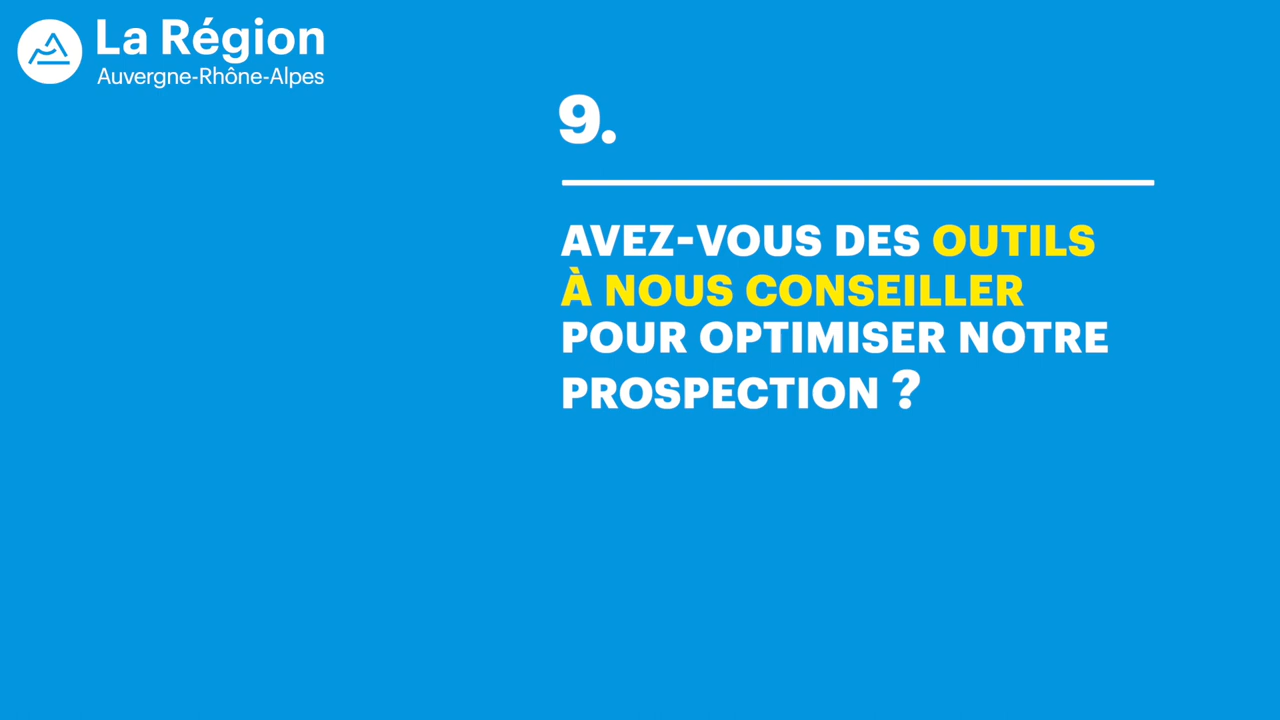 La Région
Auvergne-Rhône-Alpes
9.
AVEZ-VOUS DES OUTILS
À NOUS CONSEILLER
POUR OPTIMISER NOTRE
PROSPECTION ?